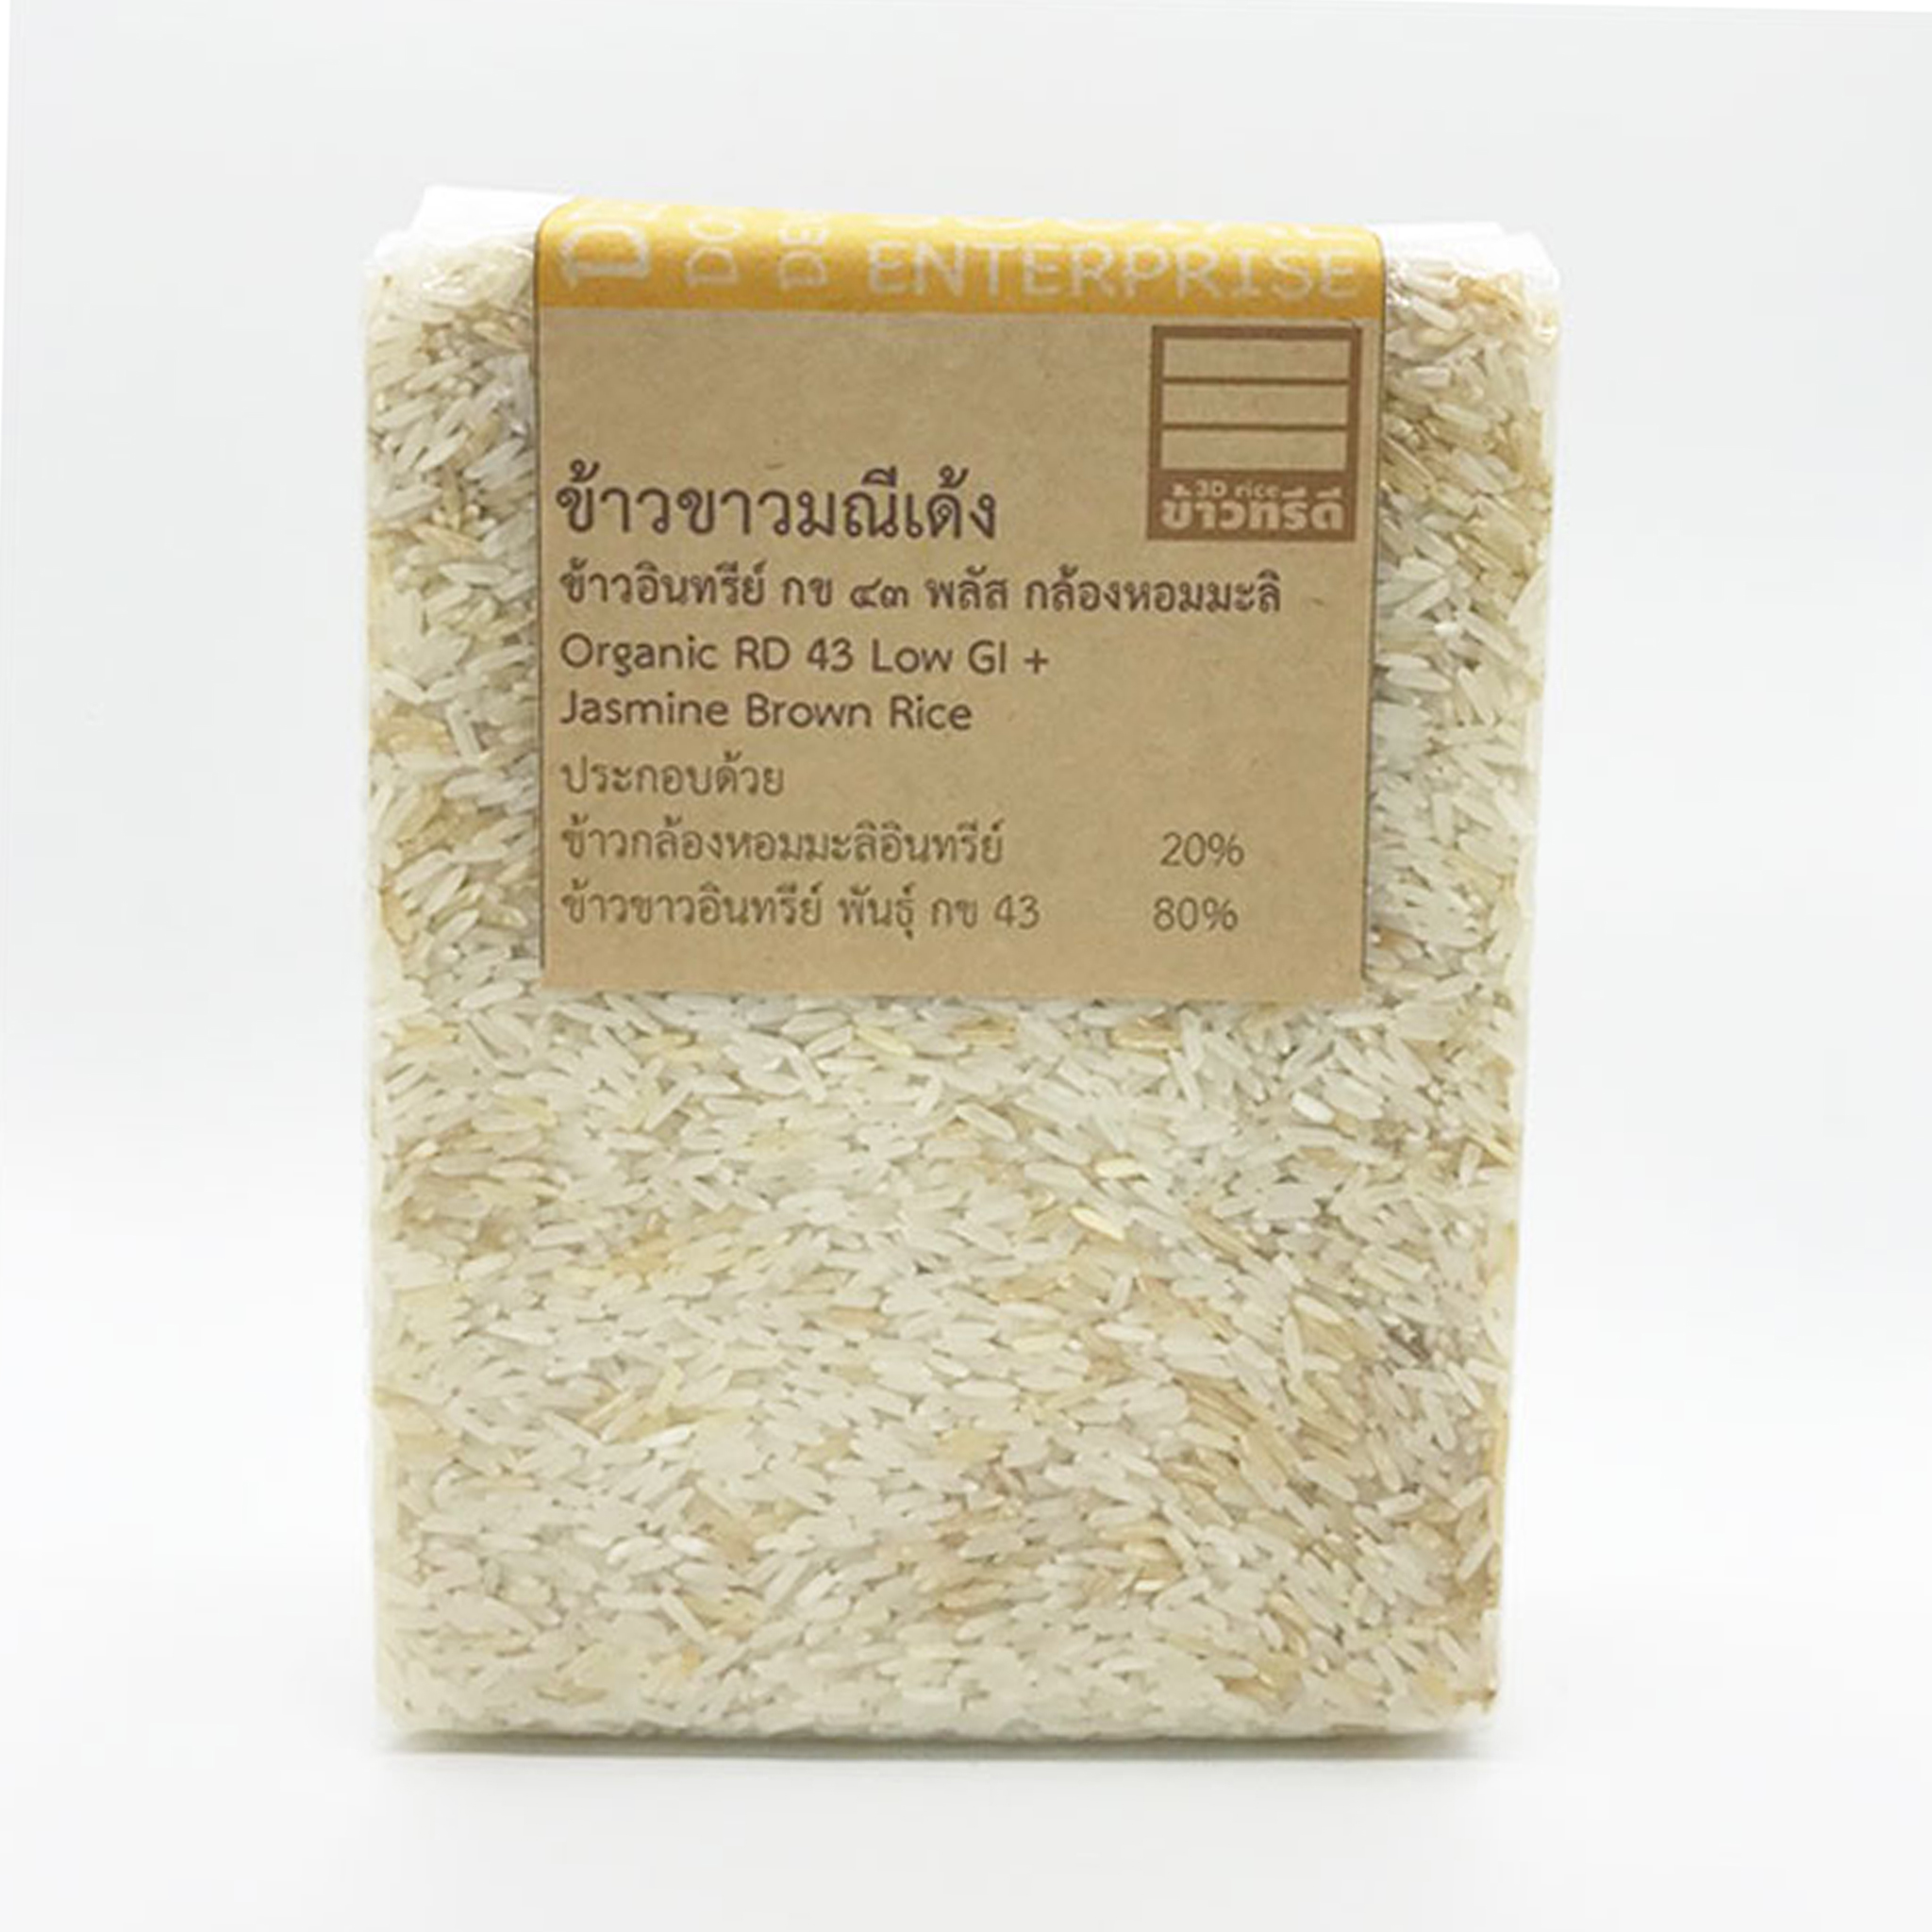 ENTERPRISE
3D rice
ข้าวทรีดี
ข้าวขาวมณีเด้ง
ข้าวอินทรีย์ กข ๔๓ พลัส กล้องหอมมะลิ
Organic RD 43 Low GI +
Jasmine Brown Rice
ประกอบด้วย
ข้าวกล้องหอมมะลิอินทรีย์ 20%
ข้าวขาวอินทรีย์ พันธุ์ กข 43 80%